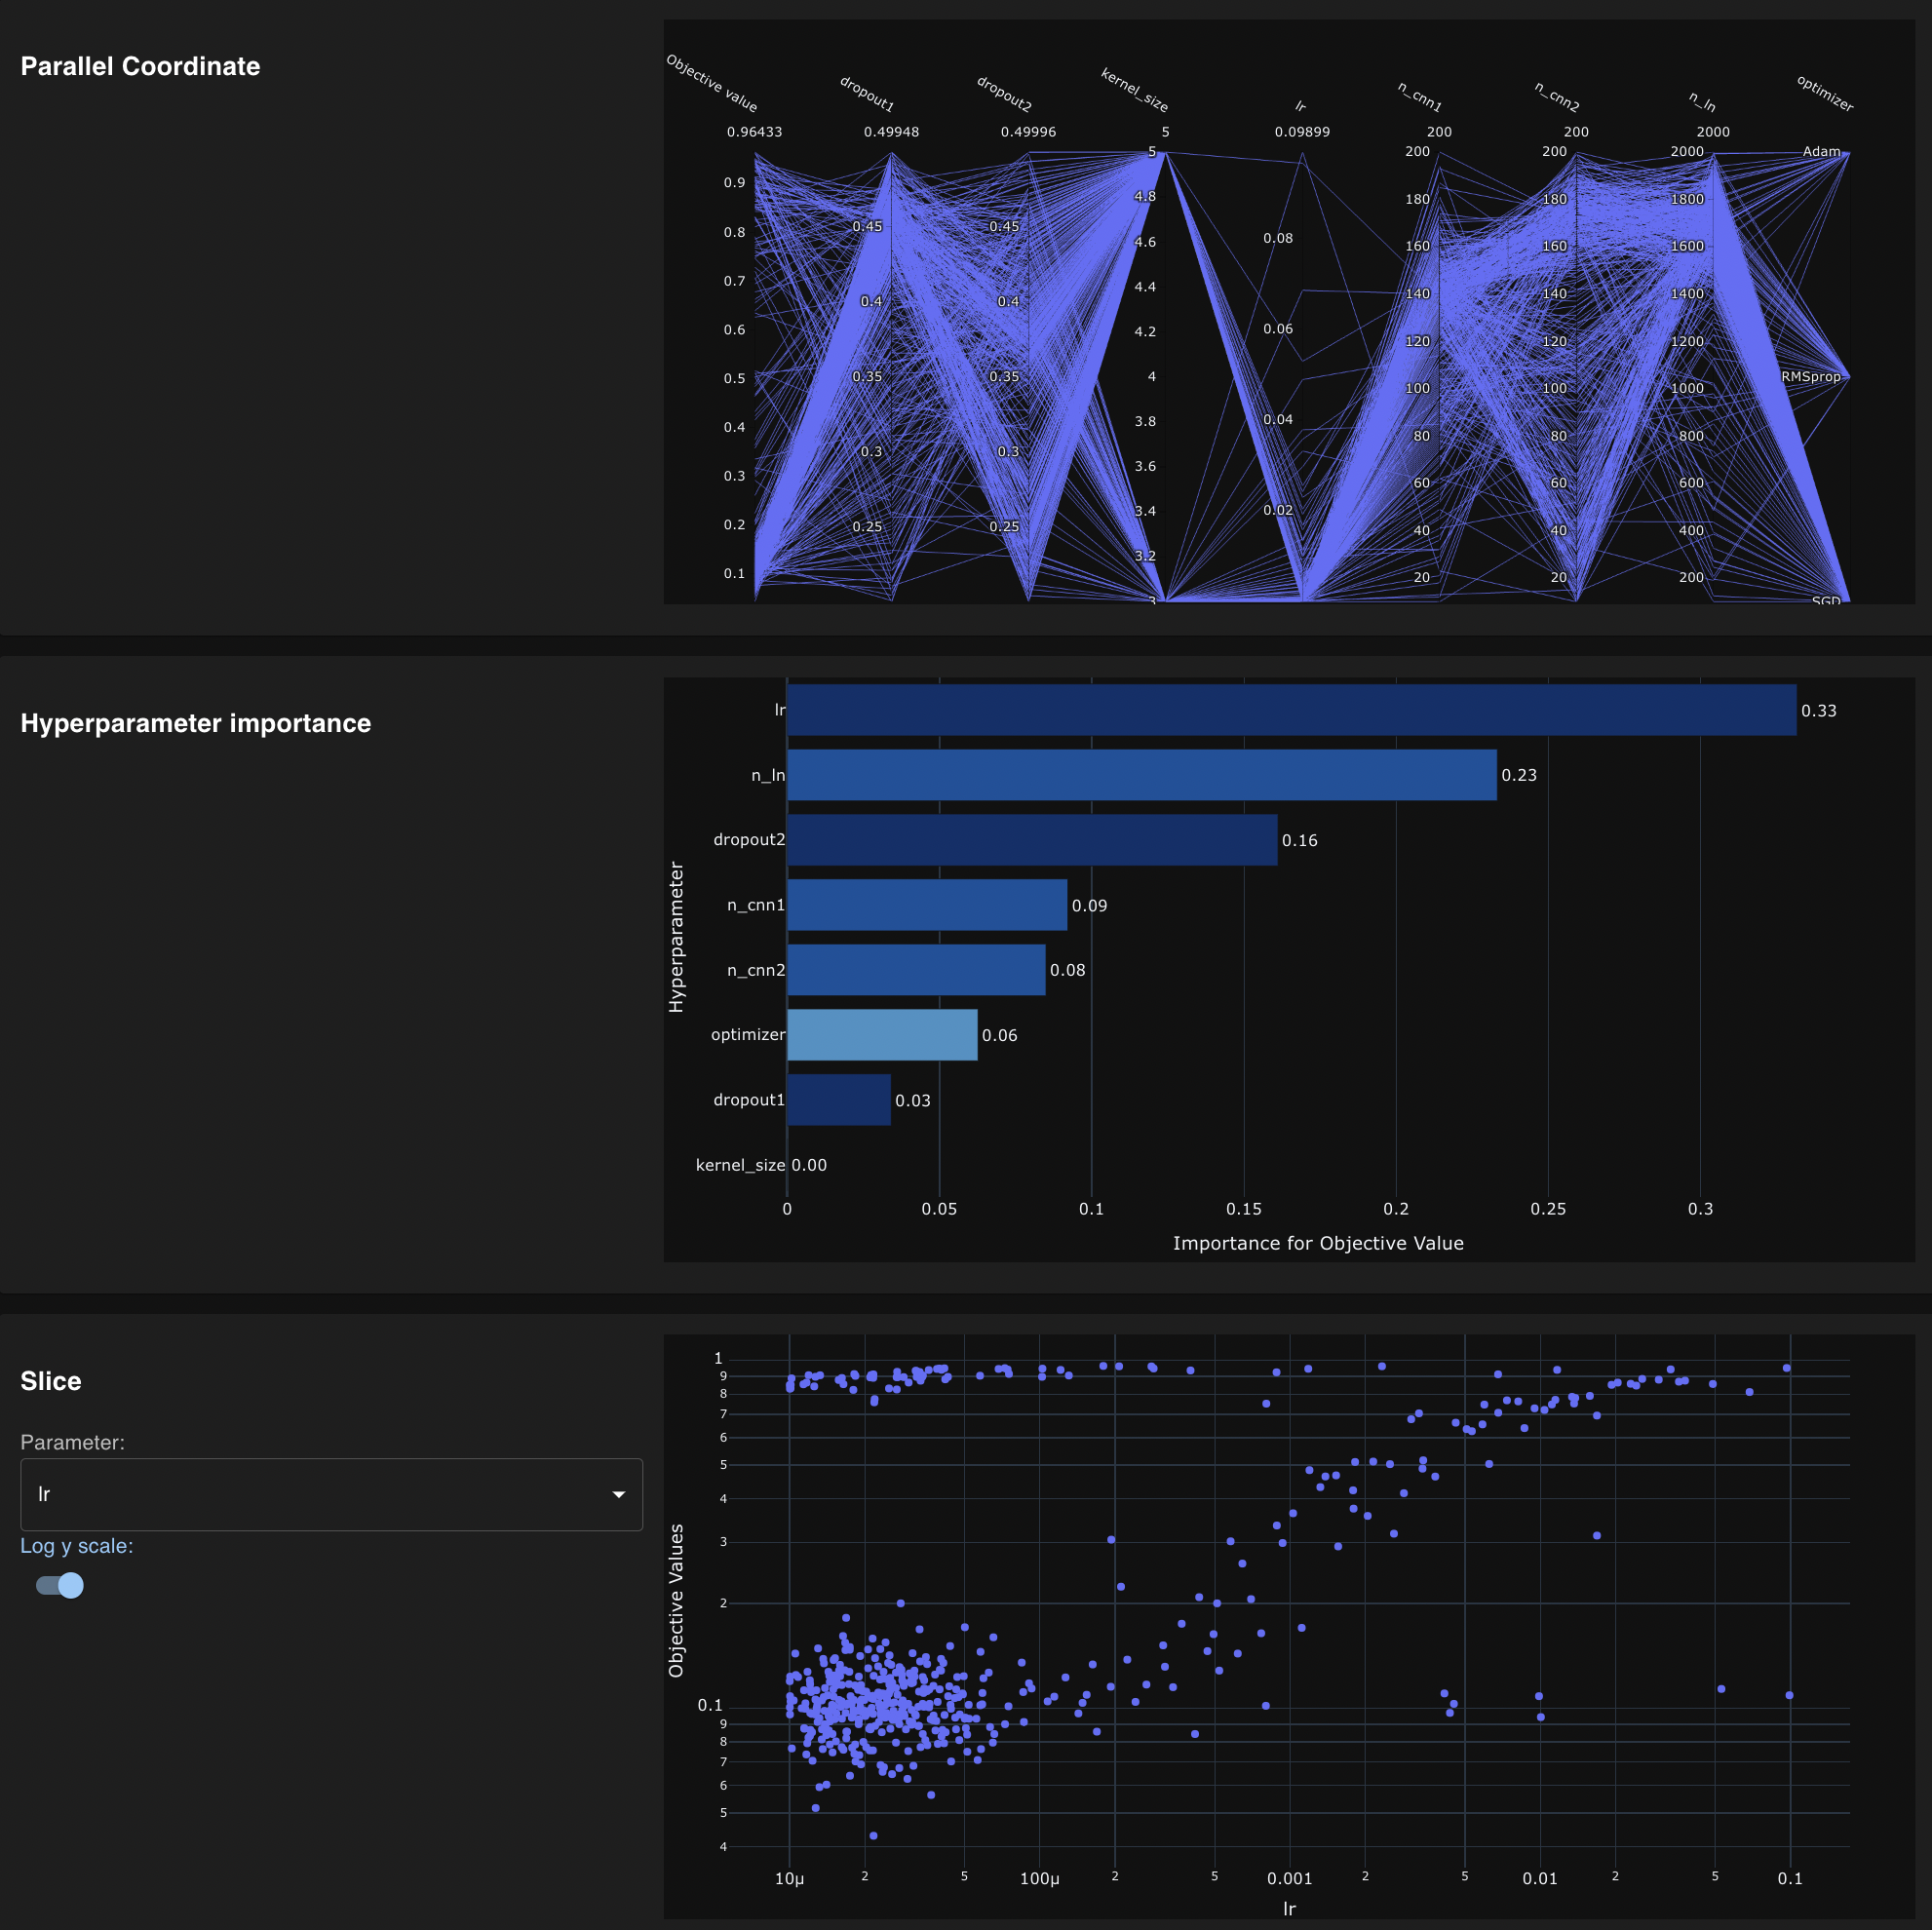 Parallel Coordinate
Objective value
dropout1
dropout2
kernel_size
lr
n_cnn1
n_cnn2
n_ln
optimizer
0.96433 0.49948 0.49996 5 0.09899 200 200 2000
0.9
0.8
0.7
0.6
0.5
0.4
0.3
0.2
0.1
0.45
0.4
0.35
0.3
0.25
0.45
0.4
0.35
0.3
0.25
5
4.8
4.6
4.4
4.2
4
3.8
3.6
3.4
3.2
3
0.08
0.06
0.04
0.02
200
180
160
140
120
100
80
60
40
20
200
180
160
140
120
100
80
60
40
20
2000
1800
1600
1400
1200
1000
800
600
400
200
Adam
RMSprop
SGD
Hyperparameter importance
Hyperparameter
lr 0.33
n_ln 0.23
dropout2 0.16
n_cnn1 0.09
n_cnn2 0.08
optimizer 0.06
dropout1 0.03
kernel_size 0.00
0 0.05 0.1 0.15 0.2 0.25 0.3
Importance for Objective Value
Slice
Parameter:
lr
Log y scale:
Objective Values
1
9
8
7
6
5
4
3
2
0.1
9
8
7
6
5
4
10μ 2 5 100μ 2 5 0.001 2 5 0.01 2 5 0.1
lr